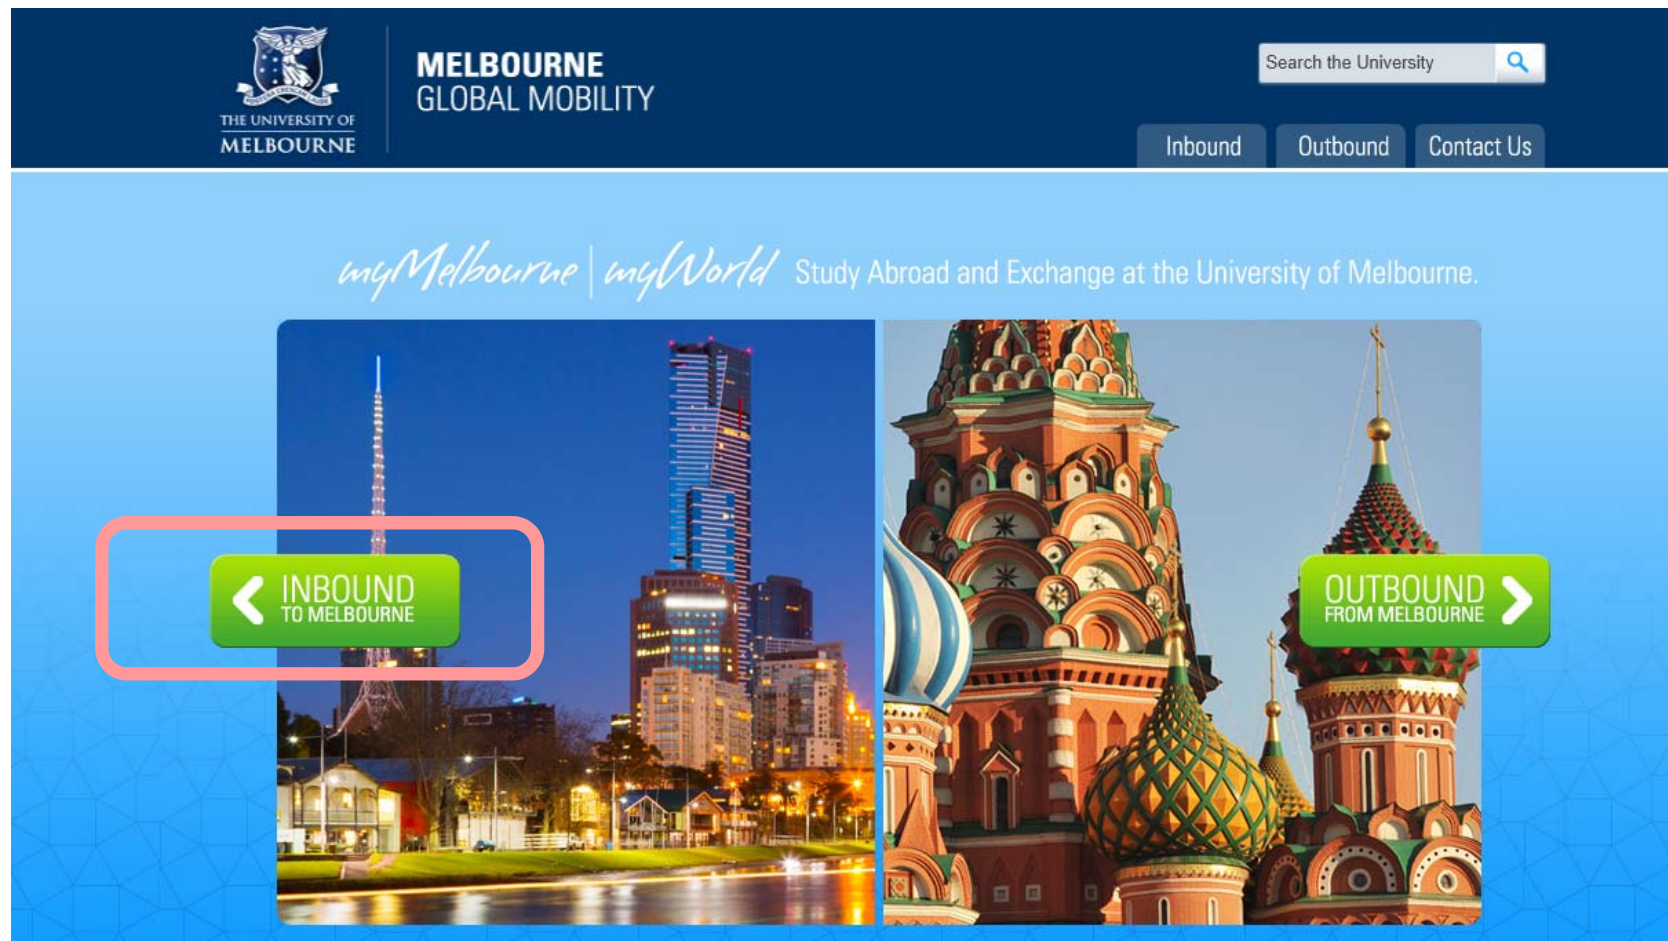 THE UNIVERSITY OF
MELBOURNE
MELBOURNE
GLOBAL MOBILITY
Search the University
Inbound
Outbound
Contact Us
myMelbourne | myWorld Study Abroad and Exchange at the University of Melbourne.
INBOUND
TO MELBOURNE
OUTBOUND
FROM MELBOURNE